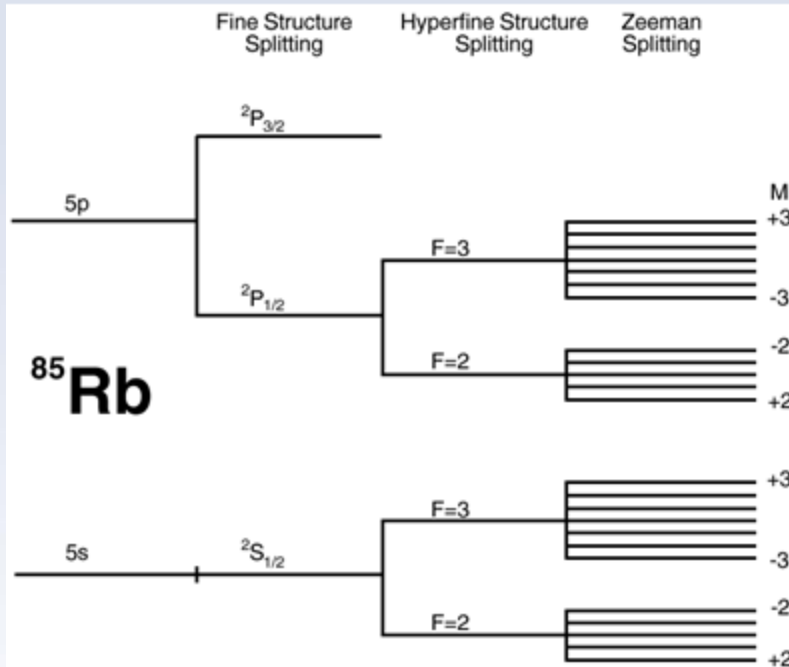 Fine Structure Splitting
Hyperfine Structure Splitting
Zeeman Splitting
²P₃/₂
M
5p
+3
F=3
²P₁/₂
-3
-2
F=2
⁸⁵Rb
+2
+3
F=3
5s
²S₁/₂
-3
-2
F=2
+2